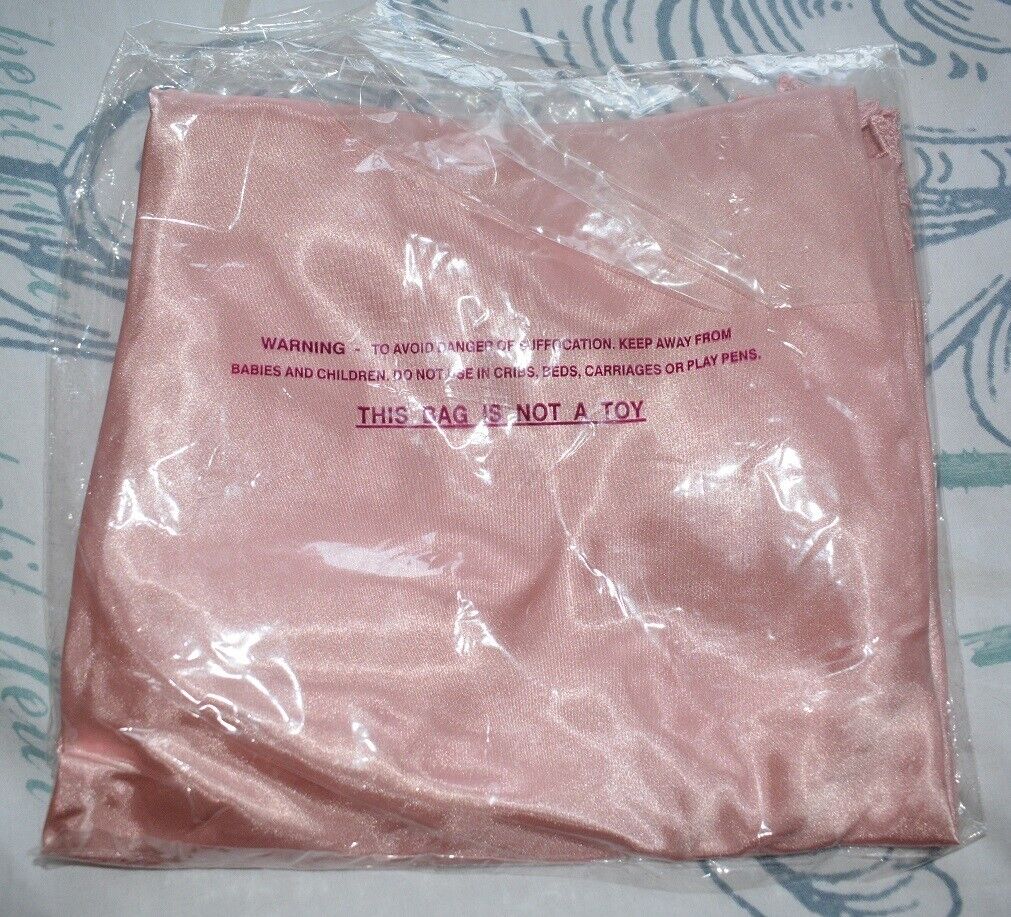 WARNING - TO AVOID DANGER OF SUFFOCATION. KEEP AWAY FROM
BABIES AND CHILDREN. DO NOT USE IN CRIBS, BEDS, CARRIAGES OR PLAY PENS.
THIS BAG IS NOT A TOY